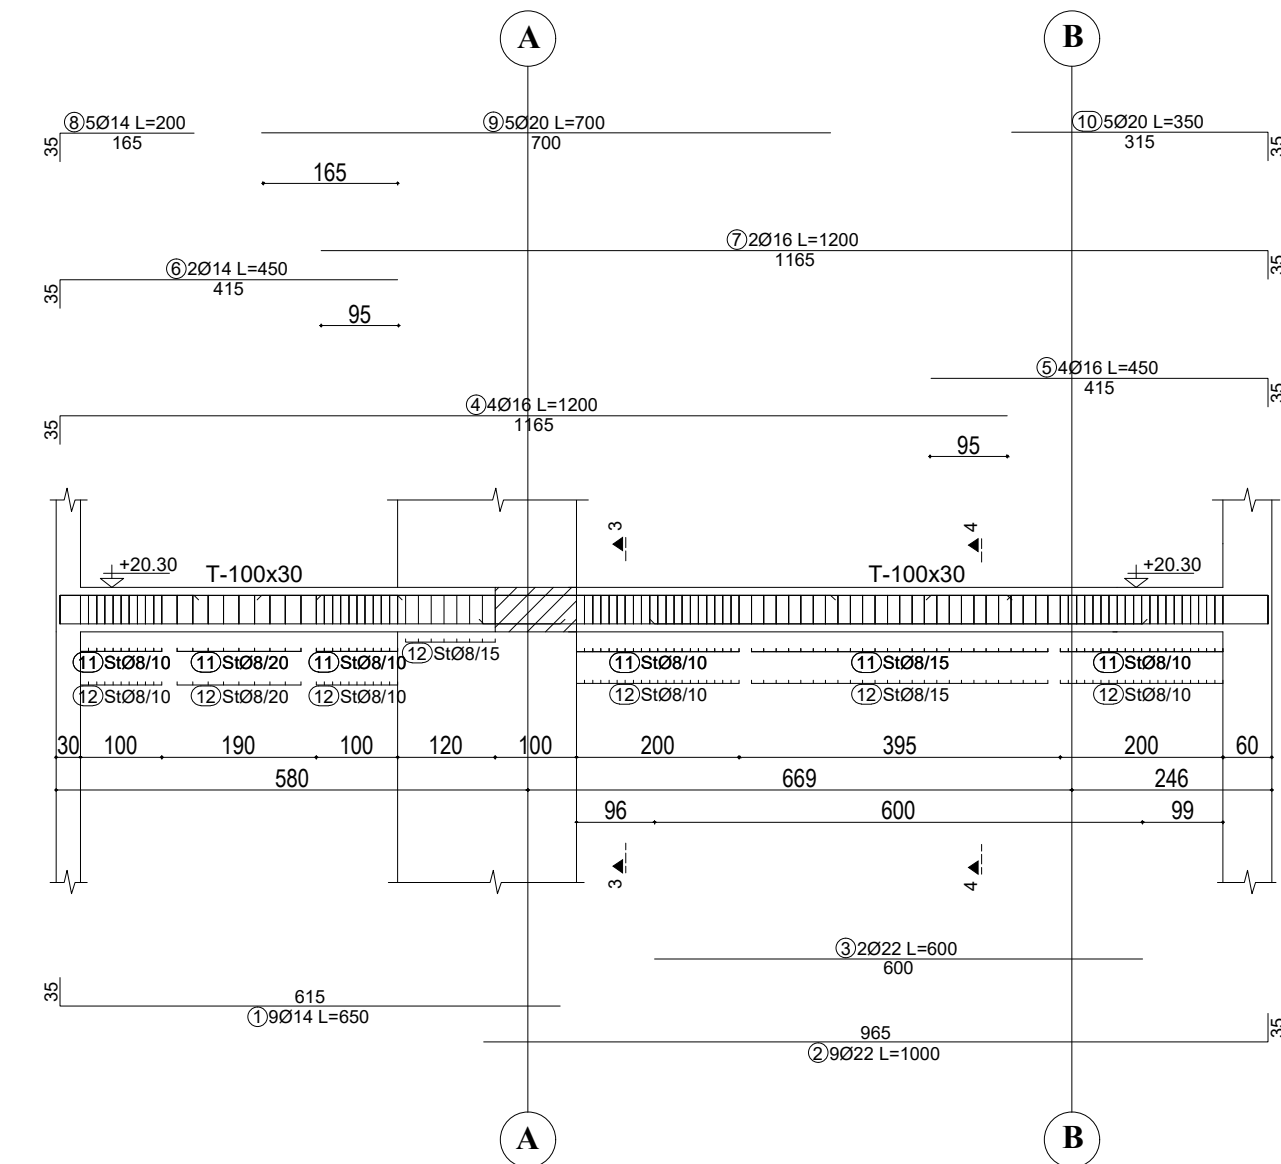 A B
⑧5Ø14 L=200 ⑨5Ø20 L=700 ⑩5Ø20 L=350
35 165 700 315 35
165
⑦2Ø16 L=1200
1165 35
⑥2Ø14 L=450
35 415
95
⑤4Ø16 L=450
415 35
④4Ø16 L=1200
35 1165
95
3 4
+20.30 T-100x30 T-100x30 +20.30
⑫StØ8/15
⑪StØ8/10 ⑪StØ8/20 ⑪StØ8/10 ⑪StØ8/10 ⑪StØ8/15 ⑪StØ8/10
⑫StØ8/10 ⑫StØ8/20 ⑫StØ8/10 ⑫StØ8/10 ⑫StØ8/15 ⑫StØ8/10
30 100 190 100 120 100 200 395 200 60
580 669 246
96 600 99
3 4
③2Ø22 L=600
600
35 615
①9Ø14 L=650
965 35
②9Ø22 L=1000
A B